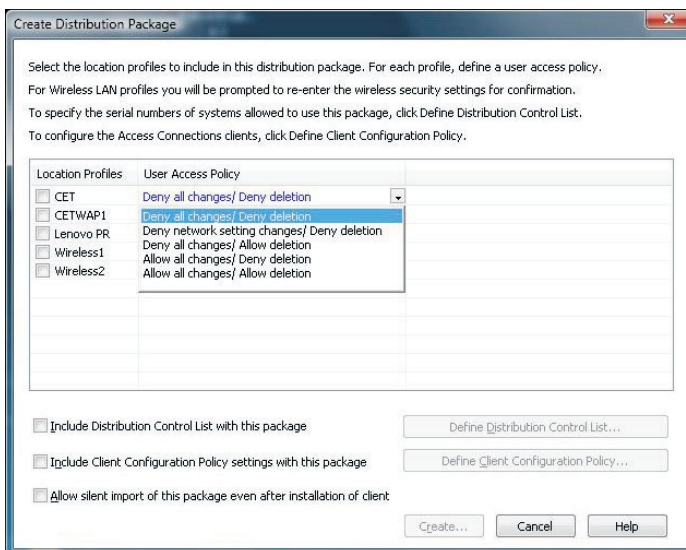 Create Distribution Package
Select the location profiles to include in this distribution package. For each profile, define a user access policy.
For Wireless LAN profiles you will be prompted to re-enter the wireless security settings for confirmation.
To specify the serial numbers of systems allowed to use this package, click Define Distribution Control List.
To configure the Access Connections clients, click Define Client Configuration Policy.
Location Profiles User Access Policy
CET Deny all changes/ Deny deletion
CETWAP1 Deny all changes/ Deny deletion
Lenovo PR Deny network setting changes/ Deny deletion
Wireless1 Deny all changes/ Allow deletion
Wireless2 Allow all changes/ Deny deletion
Allow all changes/ Allow deletion
Include Distribution Control List with this package Define Distribution Control List...
Include Client Configuration Policy settings with this package Define Client Configuration Policy...
Allow silent import of this package even after installation of client
Create... Cancel Help